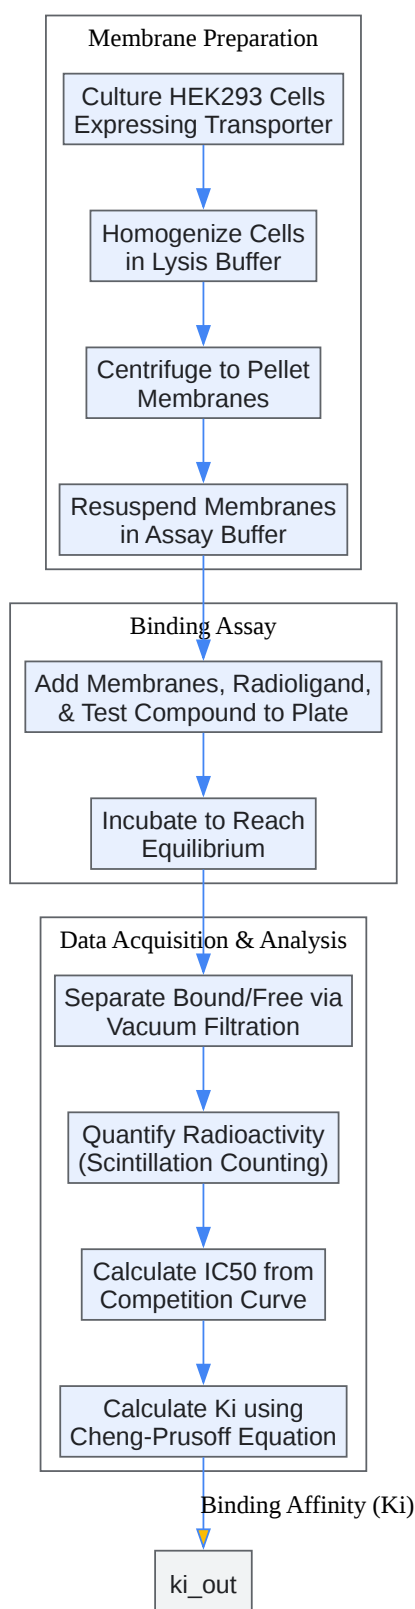 Membrane Preparation
Culture HEK293 Cells
Expressing Transporter
Homogenize Cells
in Lysis Buffer
Centrifuge to Pellet
Membranes
Resuspend Membranes
in Assay Buffer
Binding Assay
Add Membranes, Radioligand,
& Test Compound to Plate
Incubate to Reach
Equilibrium
Data Acquisition & Analysis
Separate Bound/Free via
Vacuum Filtration
Quantify Radioactivity
(Scintillation Counting)
Calculate IC50 from
Competition Curve
Calculate Ki using
Cheng-Prusoff Equation
Binding Affinity (Ki)
ki_out